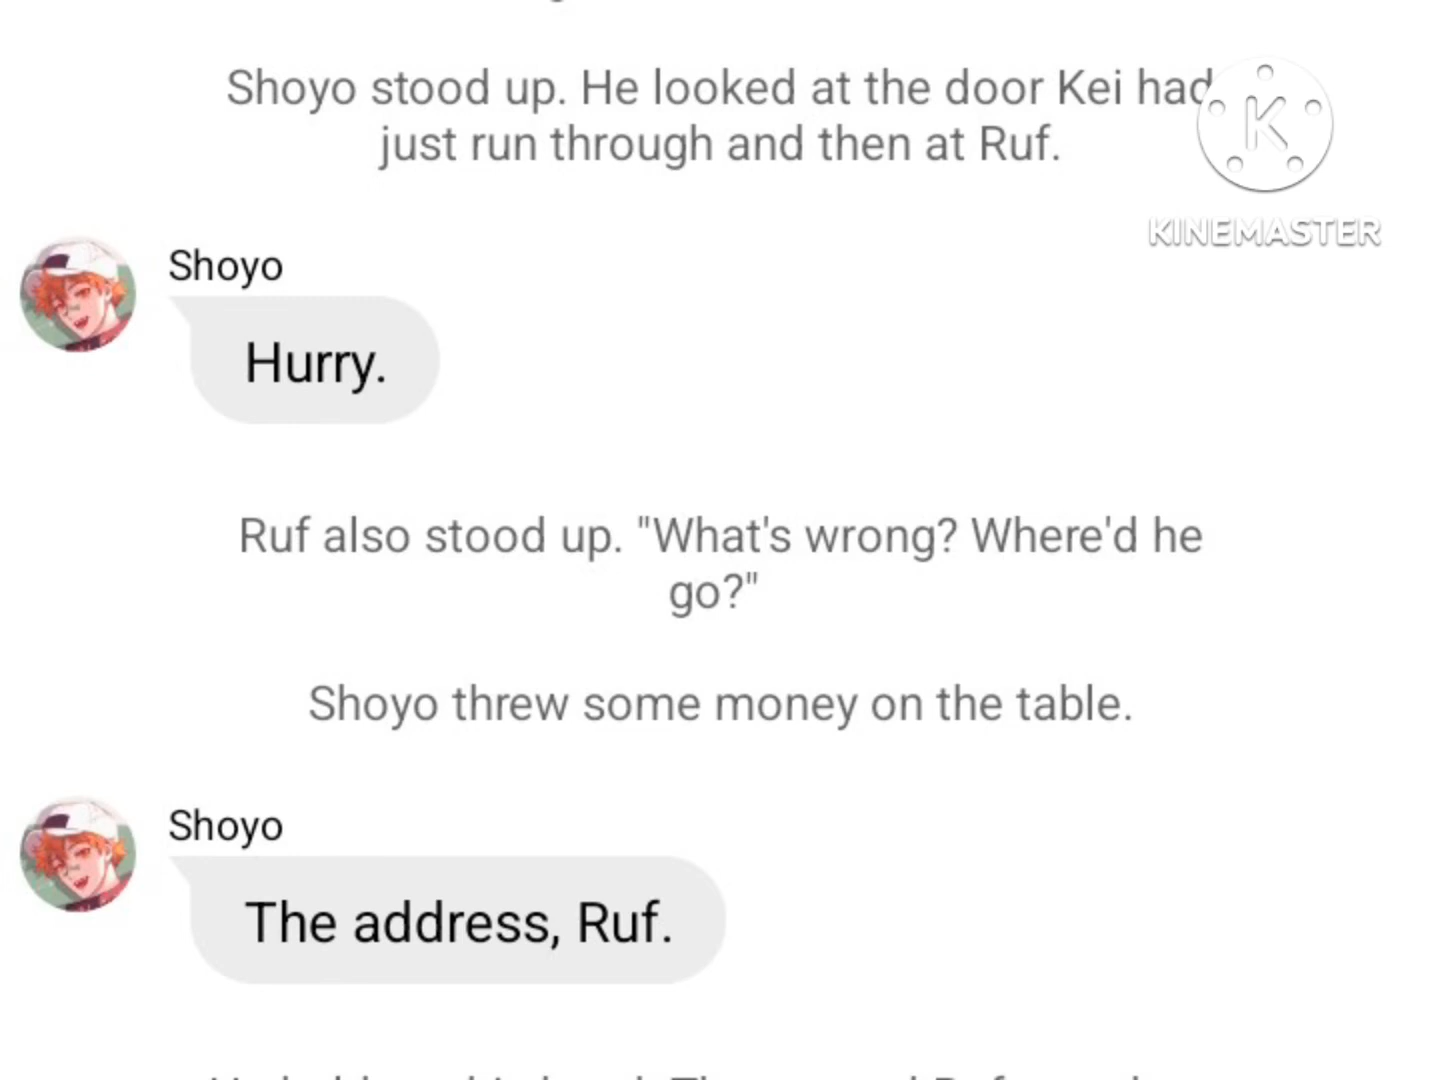 Shoyo stood up. He looked at the door Kei had
just run through and then at Ruf.
K
KINEMASTER
Shoyo
Hurry.
Ruf also stood up. "What's wrong? Where'd he
go?"
Shoyo threw some money on the table.
Shoyo
The address, Ruf.